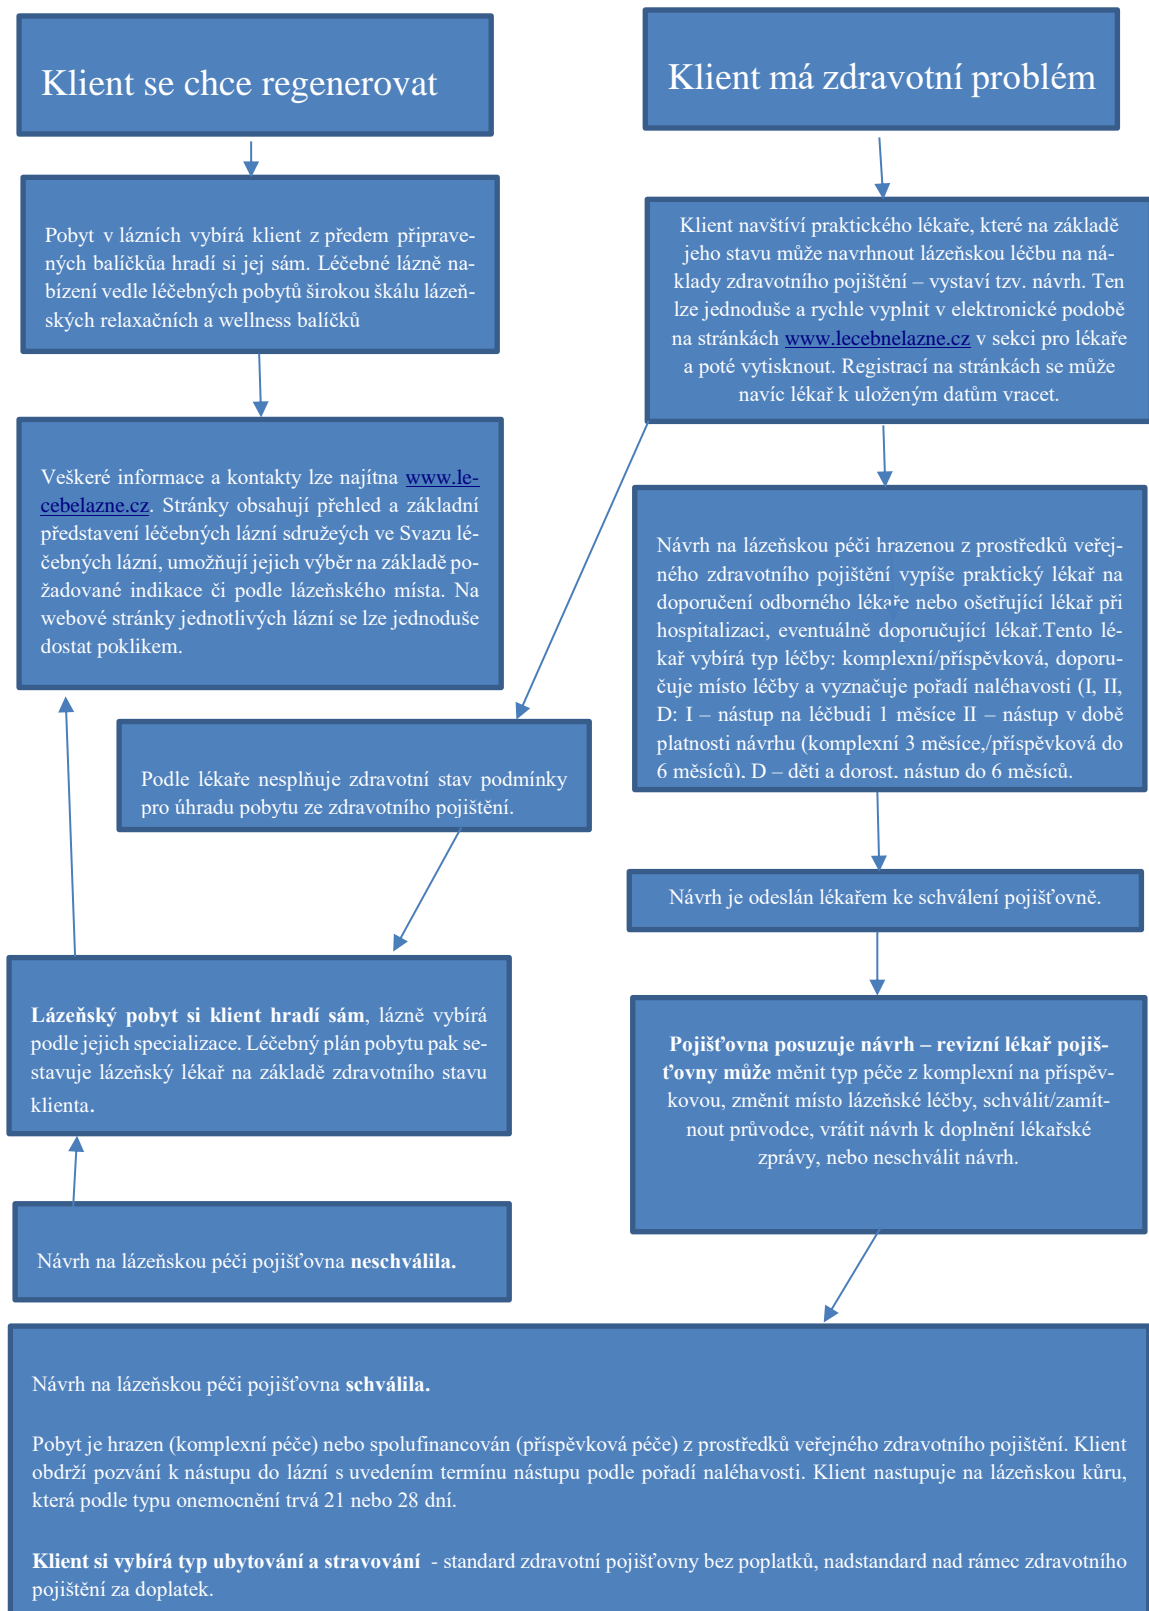 Klient se chce regenerovat
Klient má zdravotní problém
Pobyt v lázních vybírá klient z předem připrave-
ných balíčkůa hradí si jej sám. Léčebné lázně na-
bízení vedle léčebných pobytů širokou škálu lázeň-
ských relaxačních a wellness balíčků
Klient navštíví praktického lékaře, které na základě
jeho stavu může navrhnout lázeňskou léčbu na ná-
klady zdravotního pojištění – vystaví tzv. návrh. Ten
lze jednoduše a rychle vyplnit v elektronické podobě
na stránkách www.lecebnelazne.cz v sekci pro lékaře
a poté vytisknout. Registrací na stránkách se může
navíc lékař k uloženým datům vracet.
Veškeré informace a kontakty lze najítna www.le-
cebelazne.cz. Stránky obsahují přehled a základní
představení léčebných lázní sdružeých ve Svazu lé-
čebných lázní, umožňují jejich výběr na základě po-
žadované indikace či podle lázeňského místa. Na
webové stránky jednotlivých lázní se lze jednoduše
dostat poklikem.
Návrh na lázeňskou péči hrazenou z prostředků veřej-
ného zdravotního pojištění vypíše praktický lékař na
doporučení odborného lékaře nebo ošetřující lékař při
hospitalizaci, eventuálně doporučující lékař.Tento lé-
kař vybírá typ léčby: komplexní/příspěvková, doporu-
čuje místo léčby a vyznačuje pořadí naléhavosti (I, II,
D: I – nástup na léčbudi 1 měsíce II – nástup v době
platnosti návrhu (komplexní 3 měsíce,/příspěvková do
6 měsíců). D – děti a dorost. nástup do 6 měsíců.
Podle lékaře nesplňuje zdravotní stav podmínky
pro úhradu pobytu ze zdravotního pojištění.
Návrh je odeslán lékařem ke schválení pojišťovně.
Lázeňský pobyt si klient hradí sám, lázně vybírá
podle jejich specializace. Léčebný plán pobytu pak se-
stavuje lázeňský lékař na základě zdravotního stavu
klienta.
Pojišťovna posuzuje návrh – revizní lékař pojiš-
ťovny může měnit typ péče z komplexní na příspěv-
kovou, změnit místo lázeňské léčby, schválit/zamít-
nout průvodce, vrátit návrh k doplnění lékařské
zprávy, nebo neschválit návrh.
Návrh na lázeňskou péči pojišťovna neschválila.
Návrh na lázeňskou péči pojišťovna schválila.
Pobyt je hrazen (komplexní péče) nebo spolufinancován (příspěvková péče) z prostředků veřejného zdravotního pojištění. Klient
obdrží pozvání k nástupu do lázní s uvedením termínu nástupu podle pořadí naléhavosti. Klient nastupuje na lázeňskou kůru,
která podle typu onemocnění trvá 21 nebo 28 dní.
Klient si vybírá typ ubytování a stravování - standard zdravotní pojišťovny bez poplatků, nadstandard nad rámec zdravotního
pojištění za doplatek.